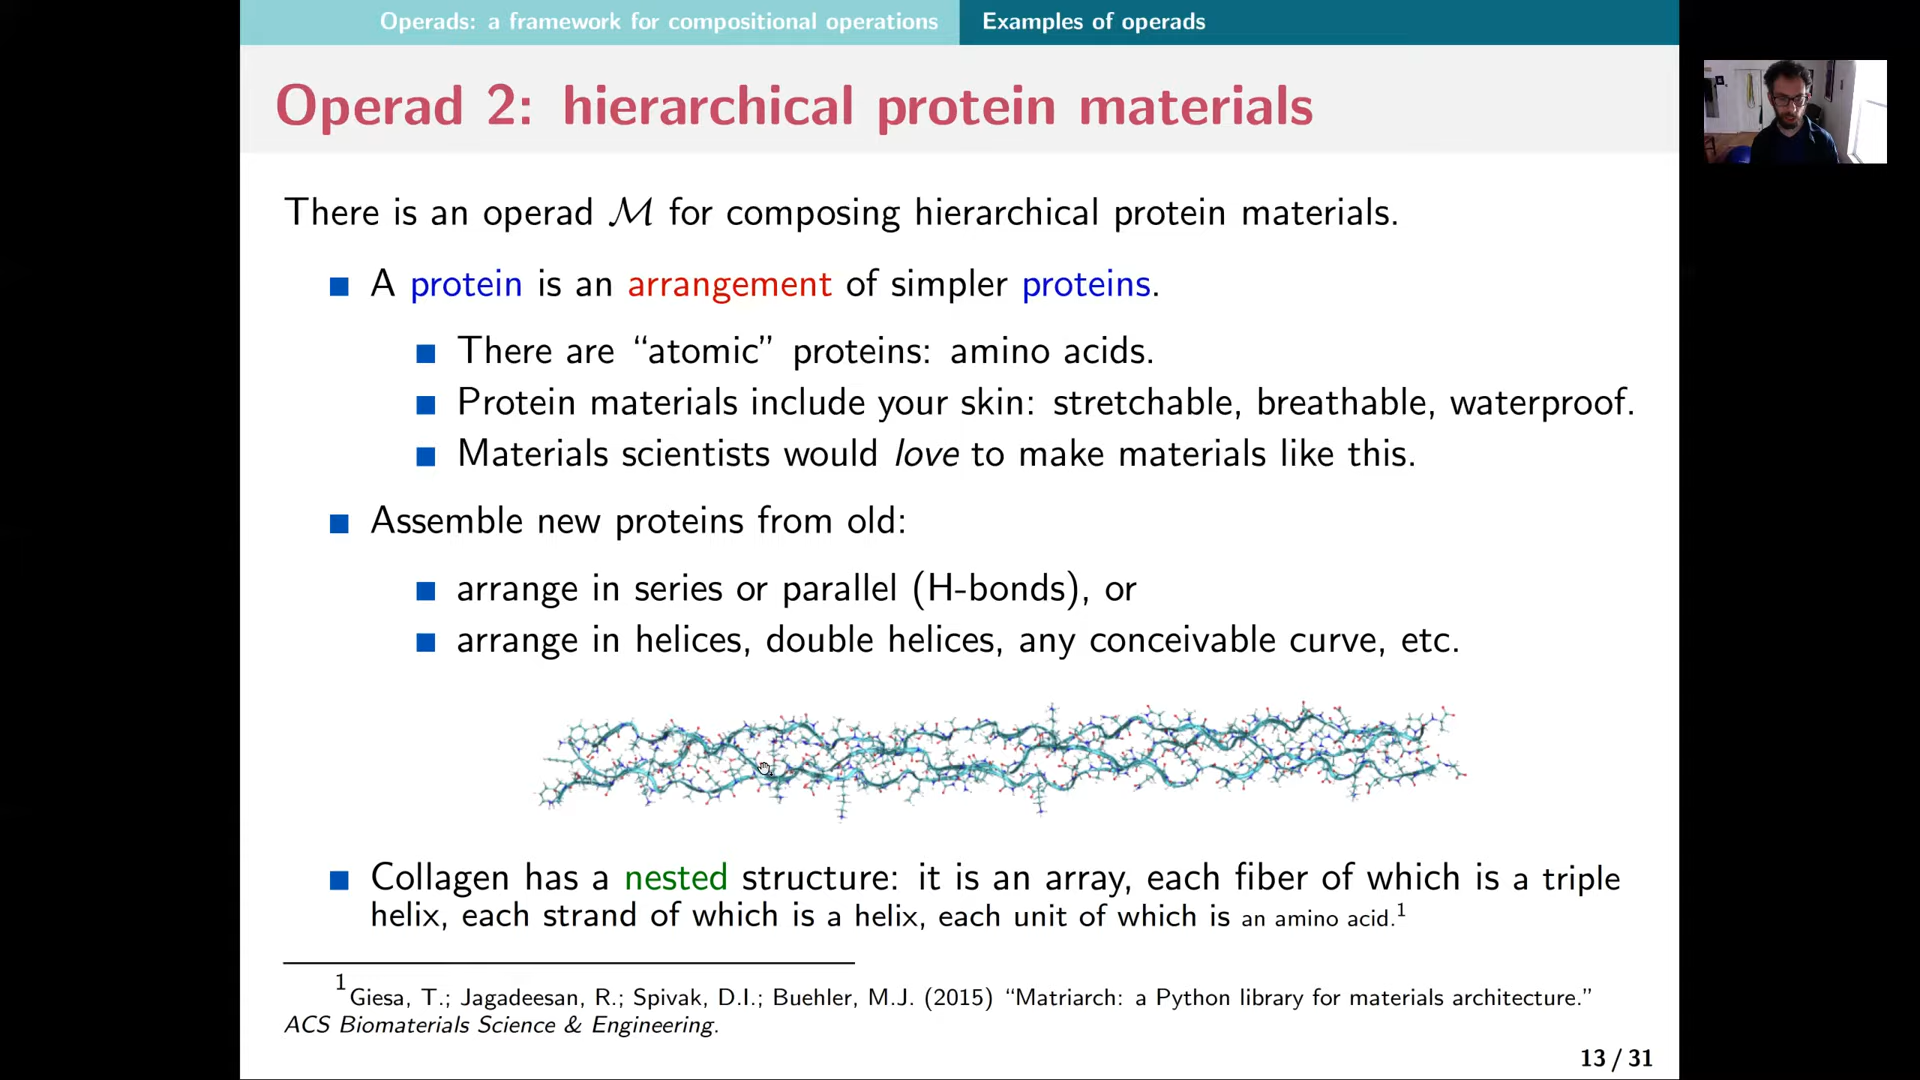 Operads: a framework for compositional operations
Examples of operads
Operad 2: hierarchical protein materials
There is an operad ℳ for composing hierarchical protein materials.
A protein is an arrangement of simpler proteins.
There are “atomic” proteins: amino acids.
Protein materials include your skin: stretchable, breathable, waterproof.
Materials scientists would love to make materials like this.
Assemble new proteins from old:
arrange in series or parallel (H-bonds), or
arrange in helices, double helices, any conceivable curve, etc.
Collagen has a nested structure: it is an array, each fiber of which is a triple
helix, each strand of which is a helix, each unit of which is an amino acid.¹
¹Giesa, T.; Jagadeesan, R.; Spivak, D.I.; Buehler, M.J. (2015) “Matriarch: a Python library for materials architecture.”
ACS Biomaterials Science & Engineering.
13 / 31